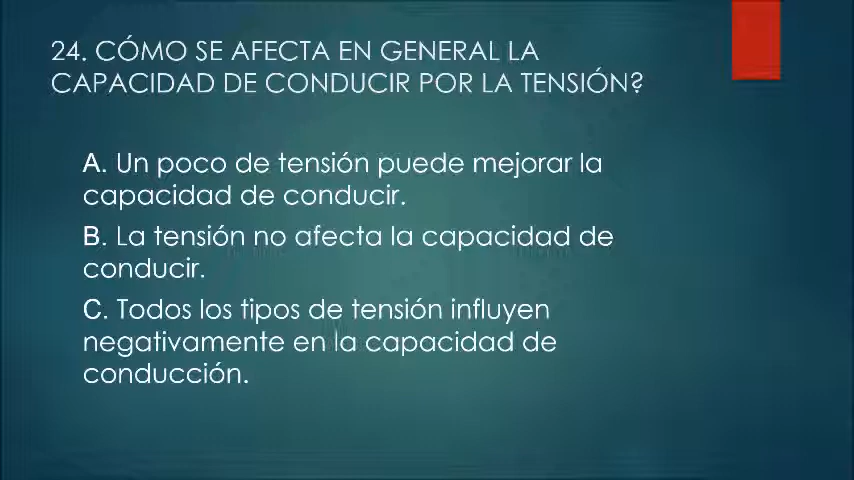 24. CÓMO SE AFECTA EN GENERAL LA
CAPACIDAD DE CONDUCIR POR LA TENSIÓN?
A. Un poco de tensión puede mejorar la
capacidad de conducir.
B. La tensión no afecta la capacidad de
conducir.
C. Todos los tipos de tensión influyen
negativamente en la capacidad de
conducción.